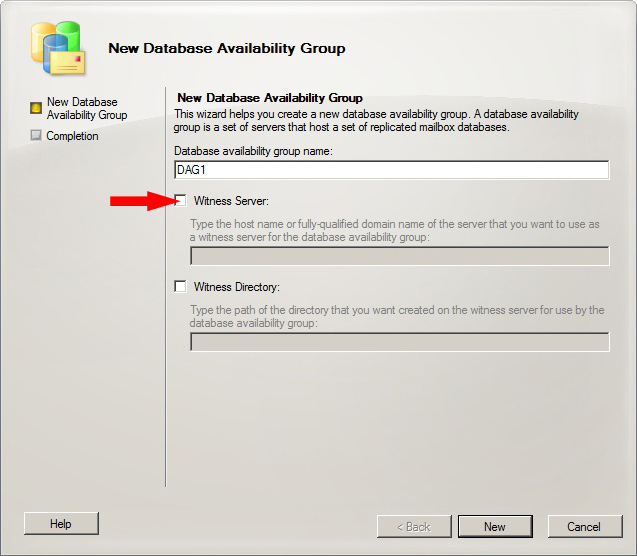 New Database Availability Group
New Database
Availability Group
Completion
New Database Availability Group
This wizard helps you create a new database availability group. A database availability
group is a set of servers that host a set of replicated mailbox databases.
Database availability group name:
DAG1
Witness Server:
Type the host name or fully-qualified domain name of the server that you want to use as
a witness server for the database availability group:
Witness Directory:
Type the path of the directory that you want created on the witness server for use by the
database availability group:
Help
< Back
New
Cancel